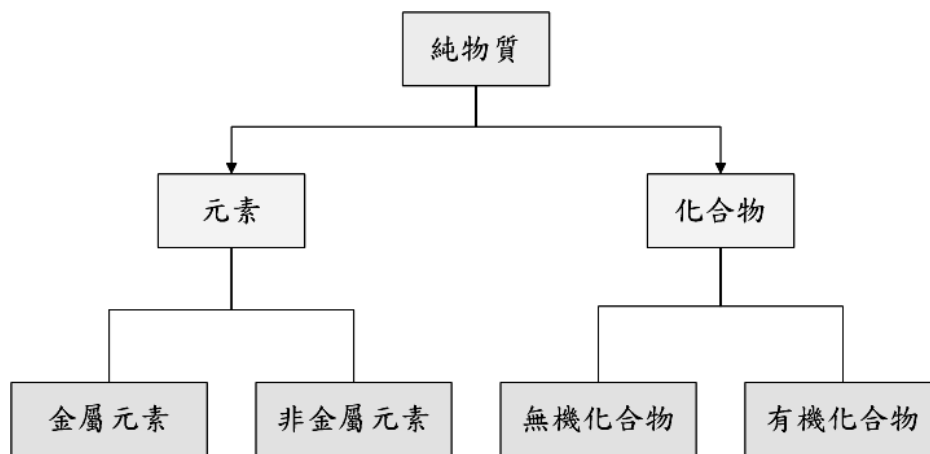 純物質
元素
化合物
金屬元素
非金屬元素
無機化合物
有機化合物